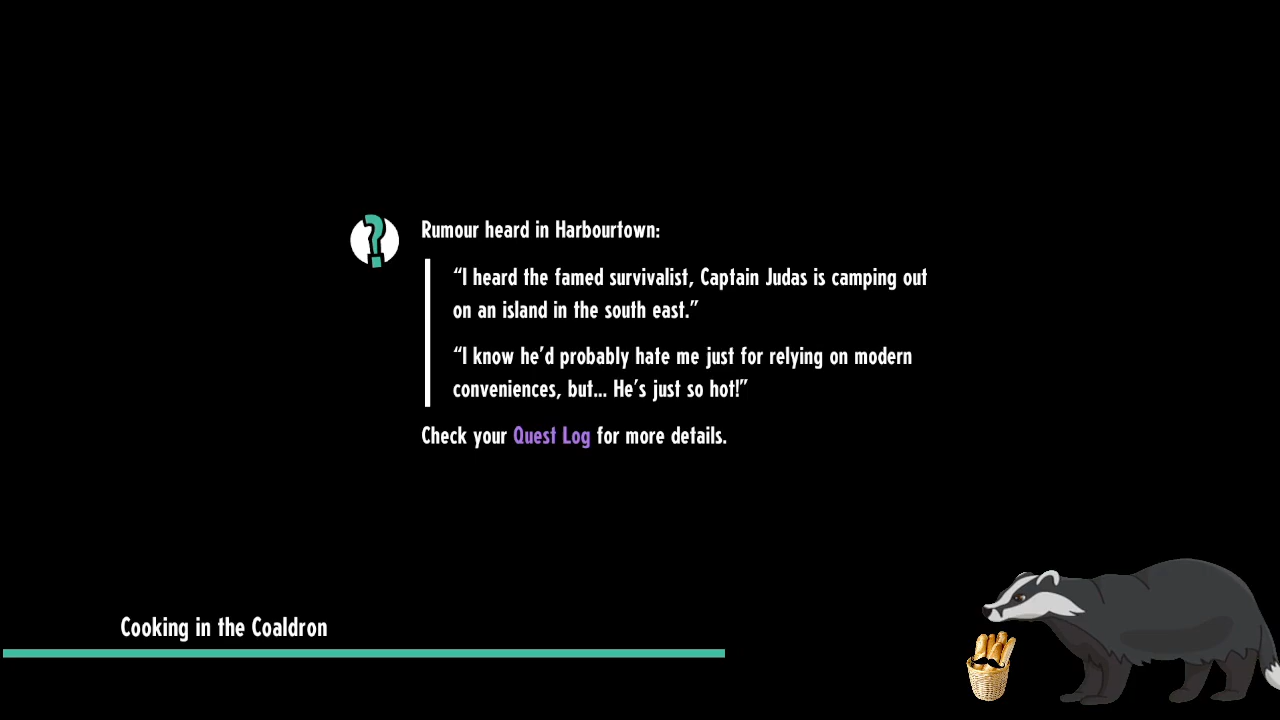 ?
Rumour heard in Harbourtown:
“I heard the famed survivalist, Captain Judas is camping out
on an island in the south east.”
“I know he’d probably hate me just for relying on modern
conveniences, but... He’s just so hot!”
Check your Quest Log for more details.
Cooking in the Coaldron